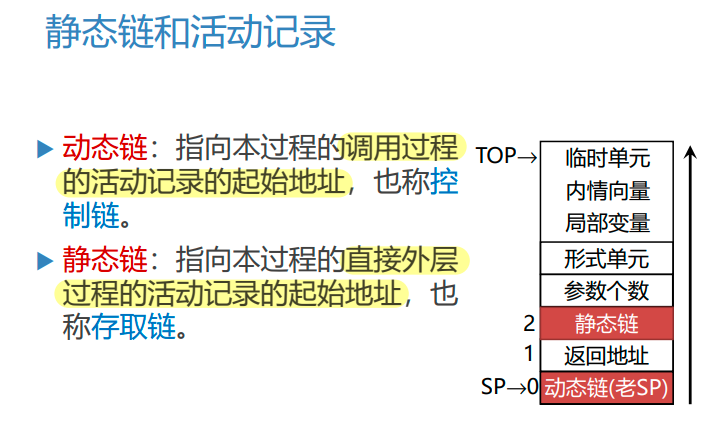 静态链和活动记录
动态链：指向本过程的调用过程
的活动记录的起始地址，也称控
制链。
静态链：指向本过程的直接外层
过程的活动记录的起始地址，也
称存取链。
TOP→ 临时单元
内情向量
局部变量
形式单元
参数个数
2 静态链
1 返回地址
SP→0 动态链(老SP)